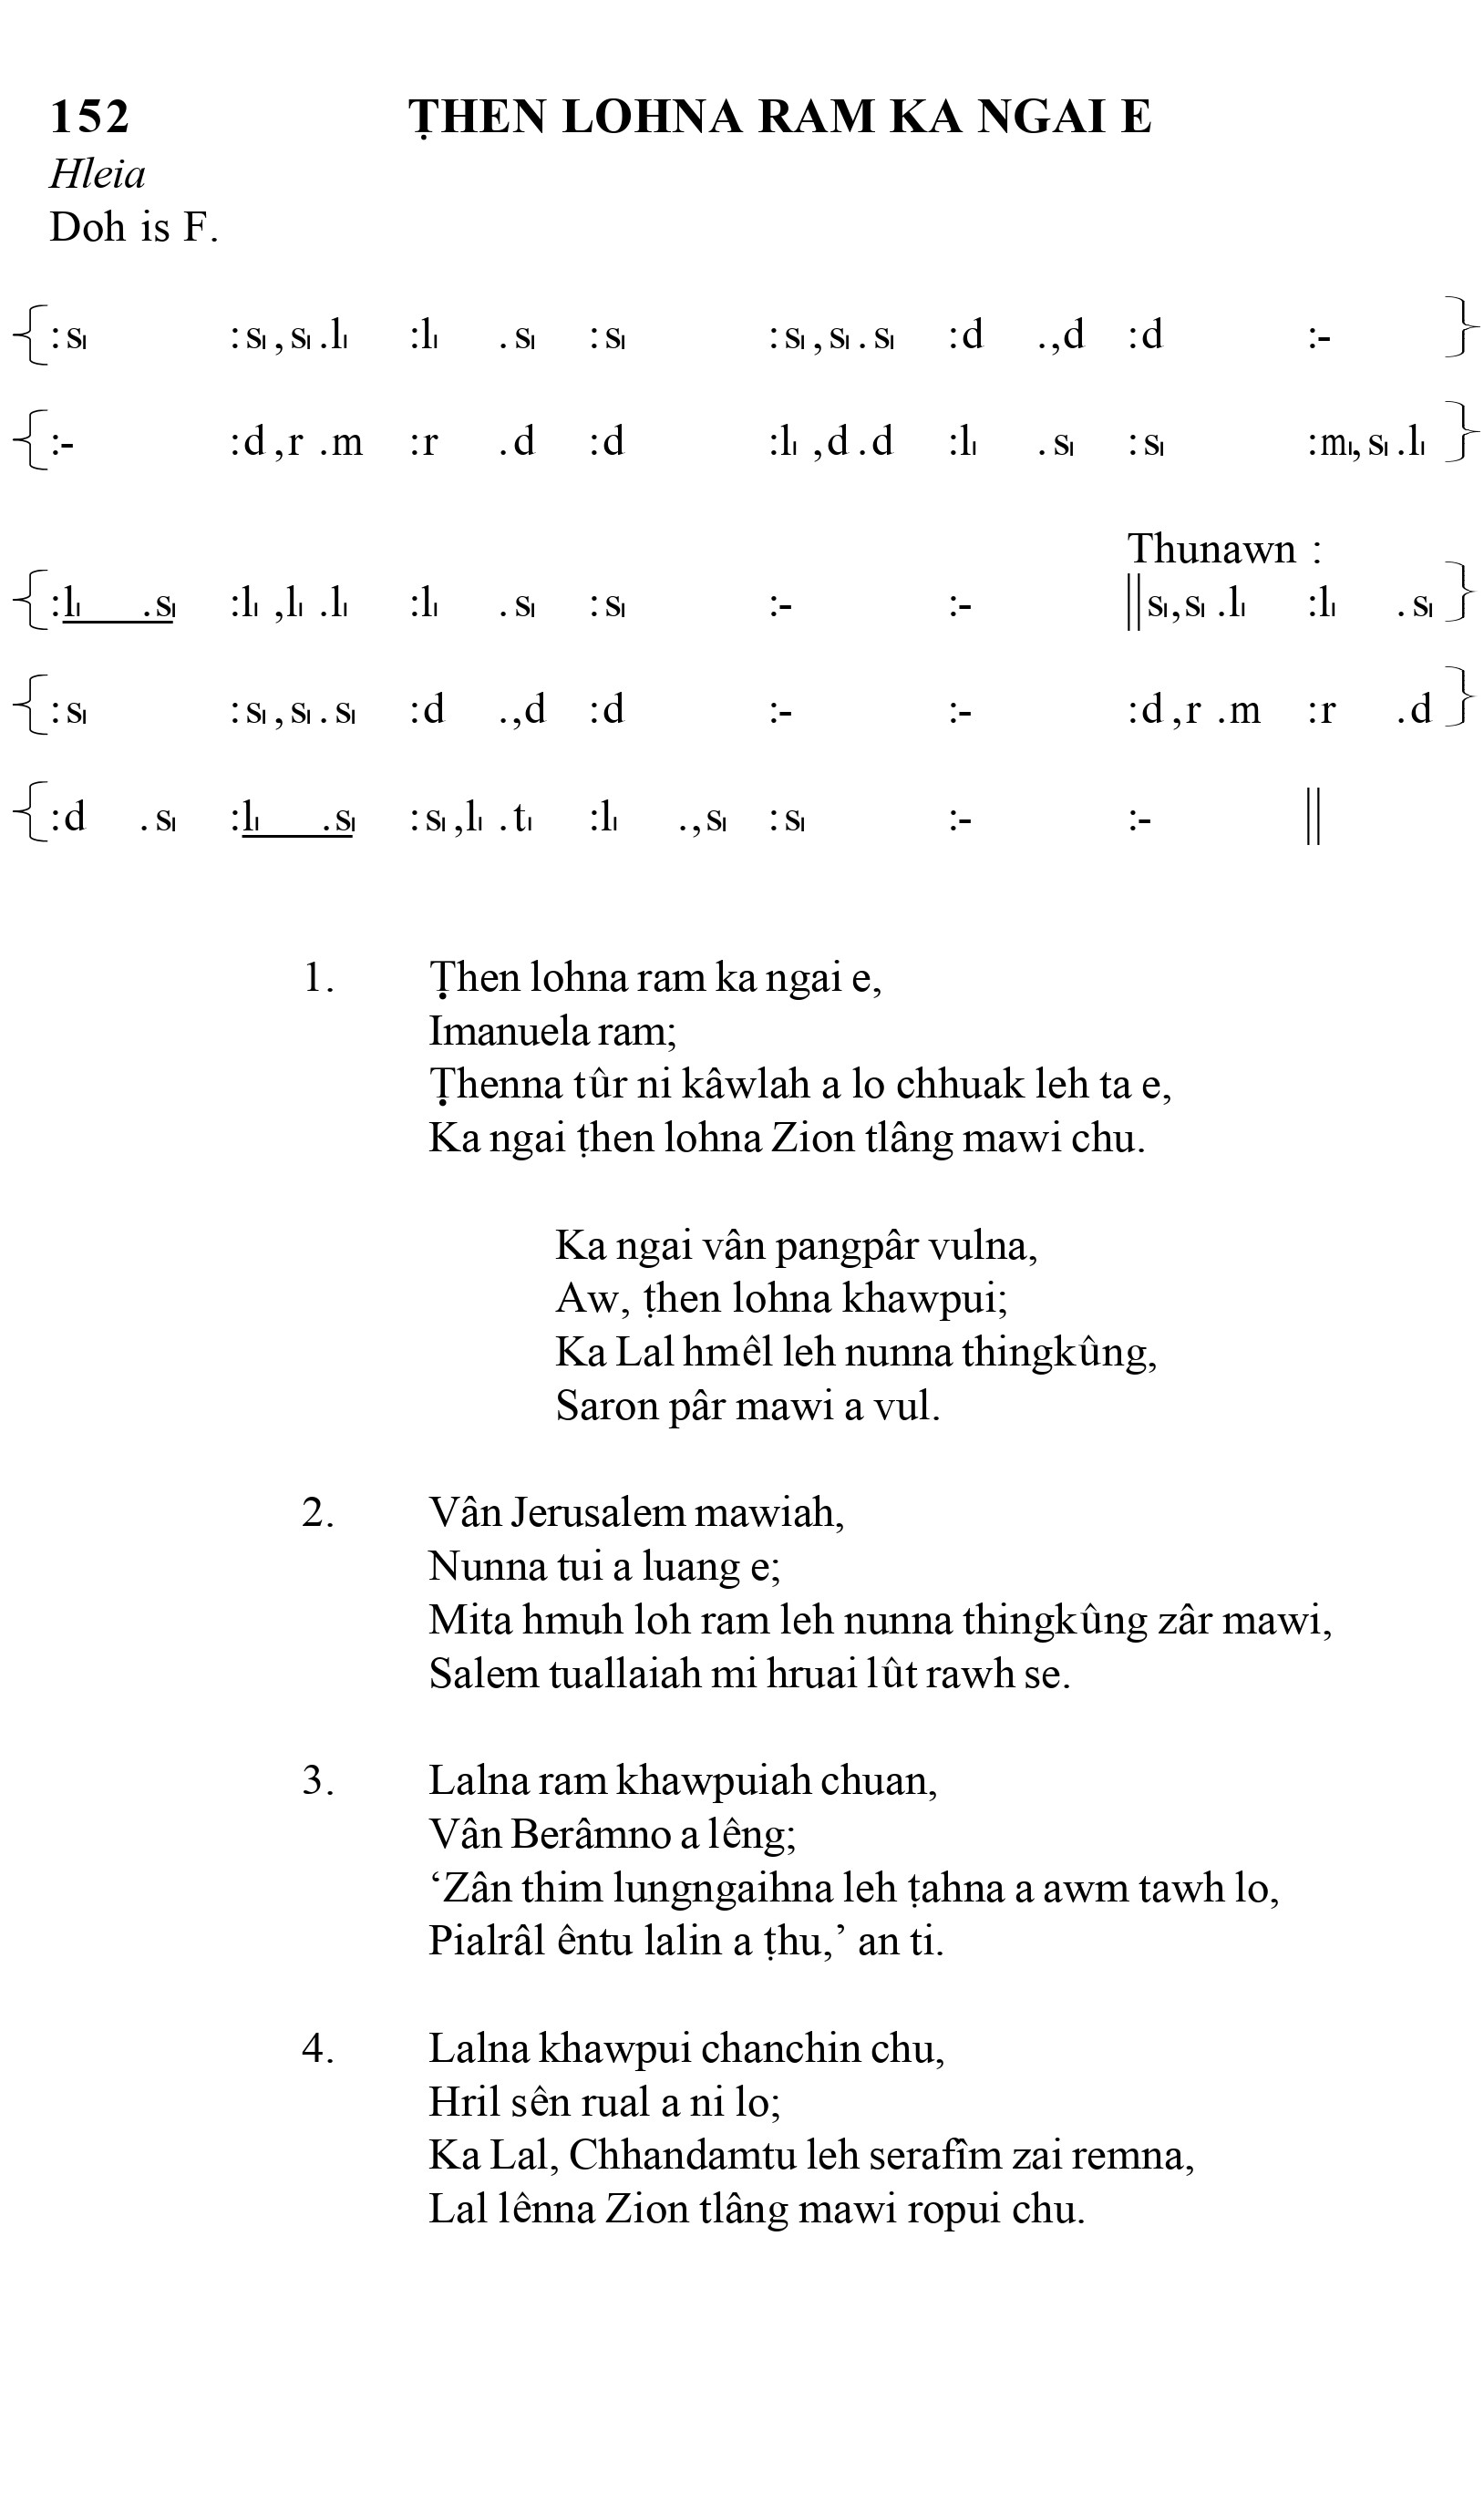 152 ṬHEN LOHNA RAM KA NGAI E
Hleia
Doh is F.
{:s₁ :s₁,s₁.l₁ :l₁ .s₁ :s₁ :s₁,s₁.s₁ :d .,d :d :- }
{:- :d,r.m :r .d :d :l₁,d.d :l₁ .s₁ :s₁ :m₁,s₁.l₁ }
Thunawn :
{:l₁ .s₁ :l₁,l₁.l₁ :l₁ .s₁ :s₁ :- :- ||s₁,s₁.l₁ :l₁ .s₁ }
{:s₁ :s₁,s₁.s₁ :d .,d :d :- :- :d,r.m :r .d }
{:d .s₁ :l₁ .s₁ :s₁,l₁.t₁ :l₁ .,s₁ :s₁ :- :- ||
1. Ṭhen lohna ram ka ngai e,
Imanuela ram;
Ṭhenna tûr ni kâwlah a lo chhuak leh ta e,
Ka ngai ṭhen lohna Zion tlâng mawi chu.
Ka ngai vân pangpâr vulna,
Aw, ṭhen lohna khawpui;
Ka Lal hmêl leh nunna thingkûng,
Saron pâr mawi a vul.
2. Vân Jerusalem mawiah,
Nunna tui a luang e;
Mita hmuh loh ram leh nunna thingkûng zâr mawi,
Salem tuallaiah mi hruai lût rawh se.
3. Lalna ram khawpuiah chuan,
Vân Berâmno a lêng;
‘Zân thim lungngaihna leh ṭahna a awm tawh lo,
Pialrâl êntu lalin a ṭhu,’ an ti.
4. Lalna khawpui chanchin chu,
Hril sên rual a ni lo;
Ka Lal, Chhandamtu leh serafîm zai remna,
Lal lênna Zion tlâng mawi ropui chu.